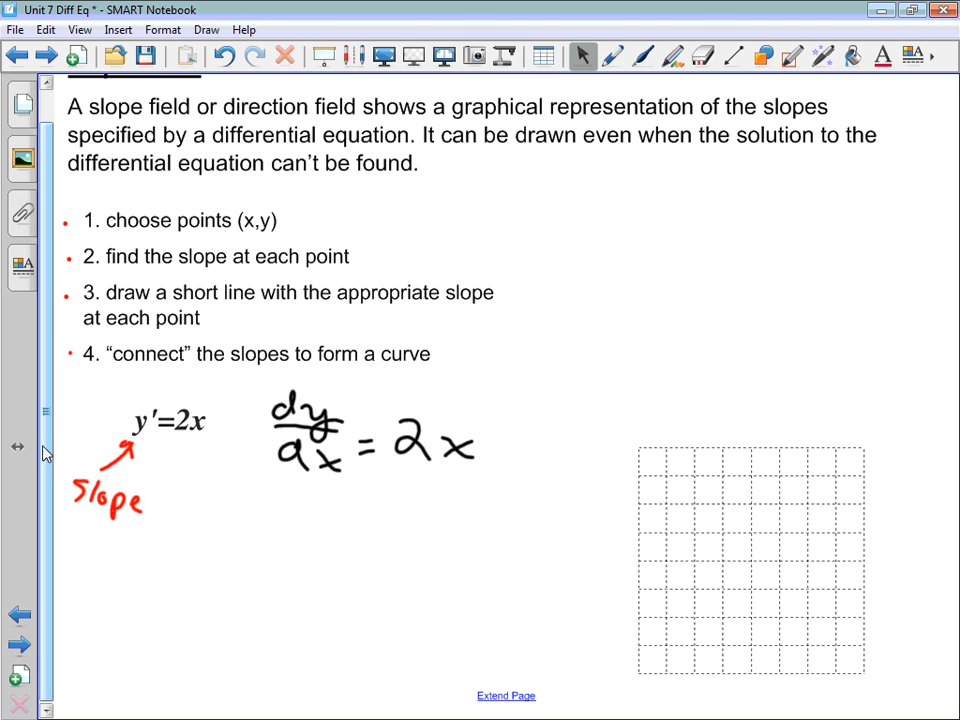 Unit 7 Diff Eq * - SMART Notebook
File Edit View Insert Format Draw Help
A slope field or direction field shows a graphical representation of the slopes
specified by a differential equation. It can be drawn even when the solution to the
differential equation can't be found.
1. choose points (x,y)
2. find the slope at each point
3. draw a short line with the appropriate slope
at each point
4. “connect” the slopes to form a curve
y'=2x
dy/dx = 2x
Slope
Extend Page